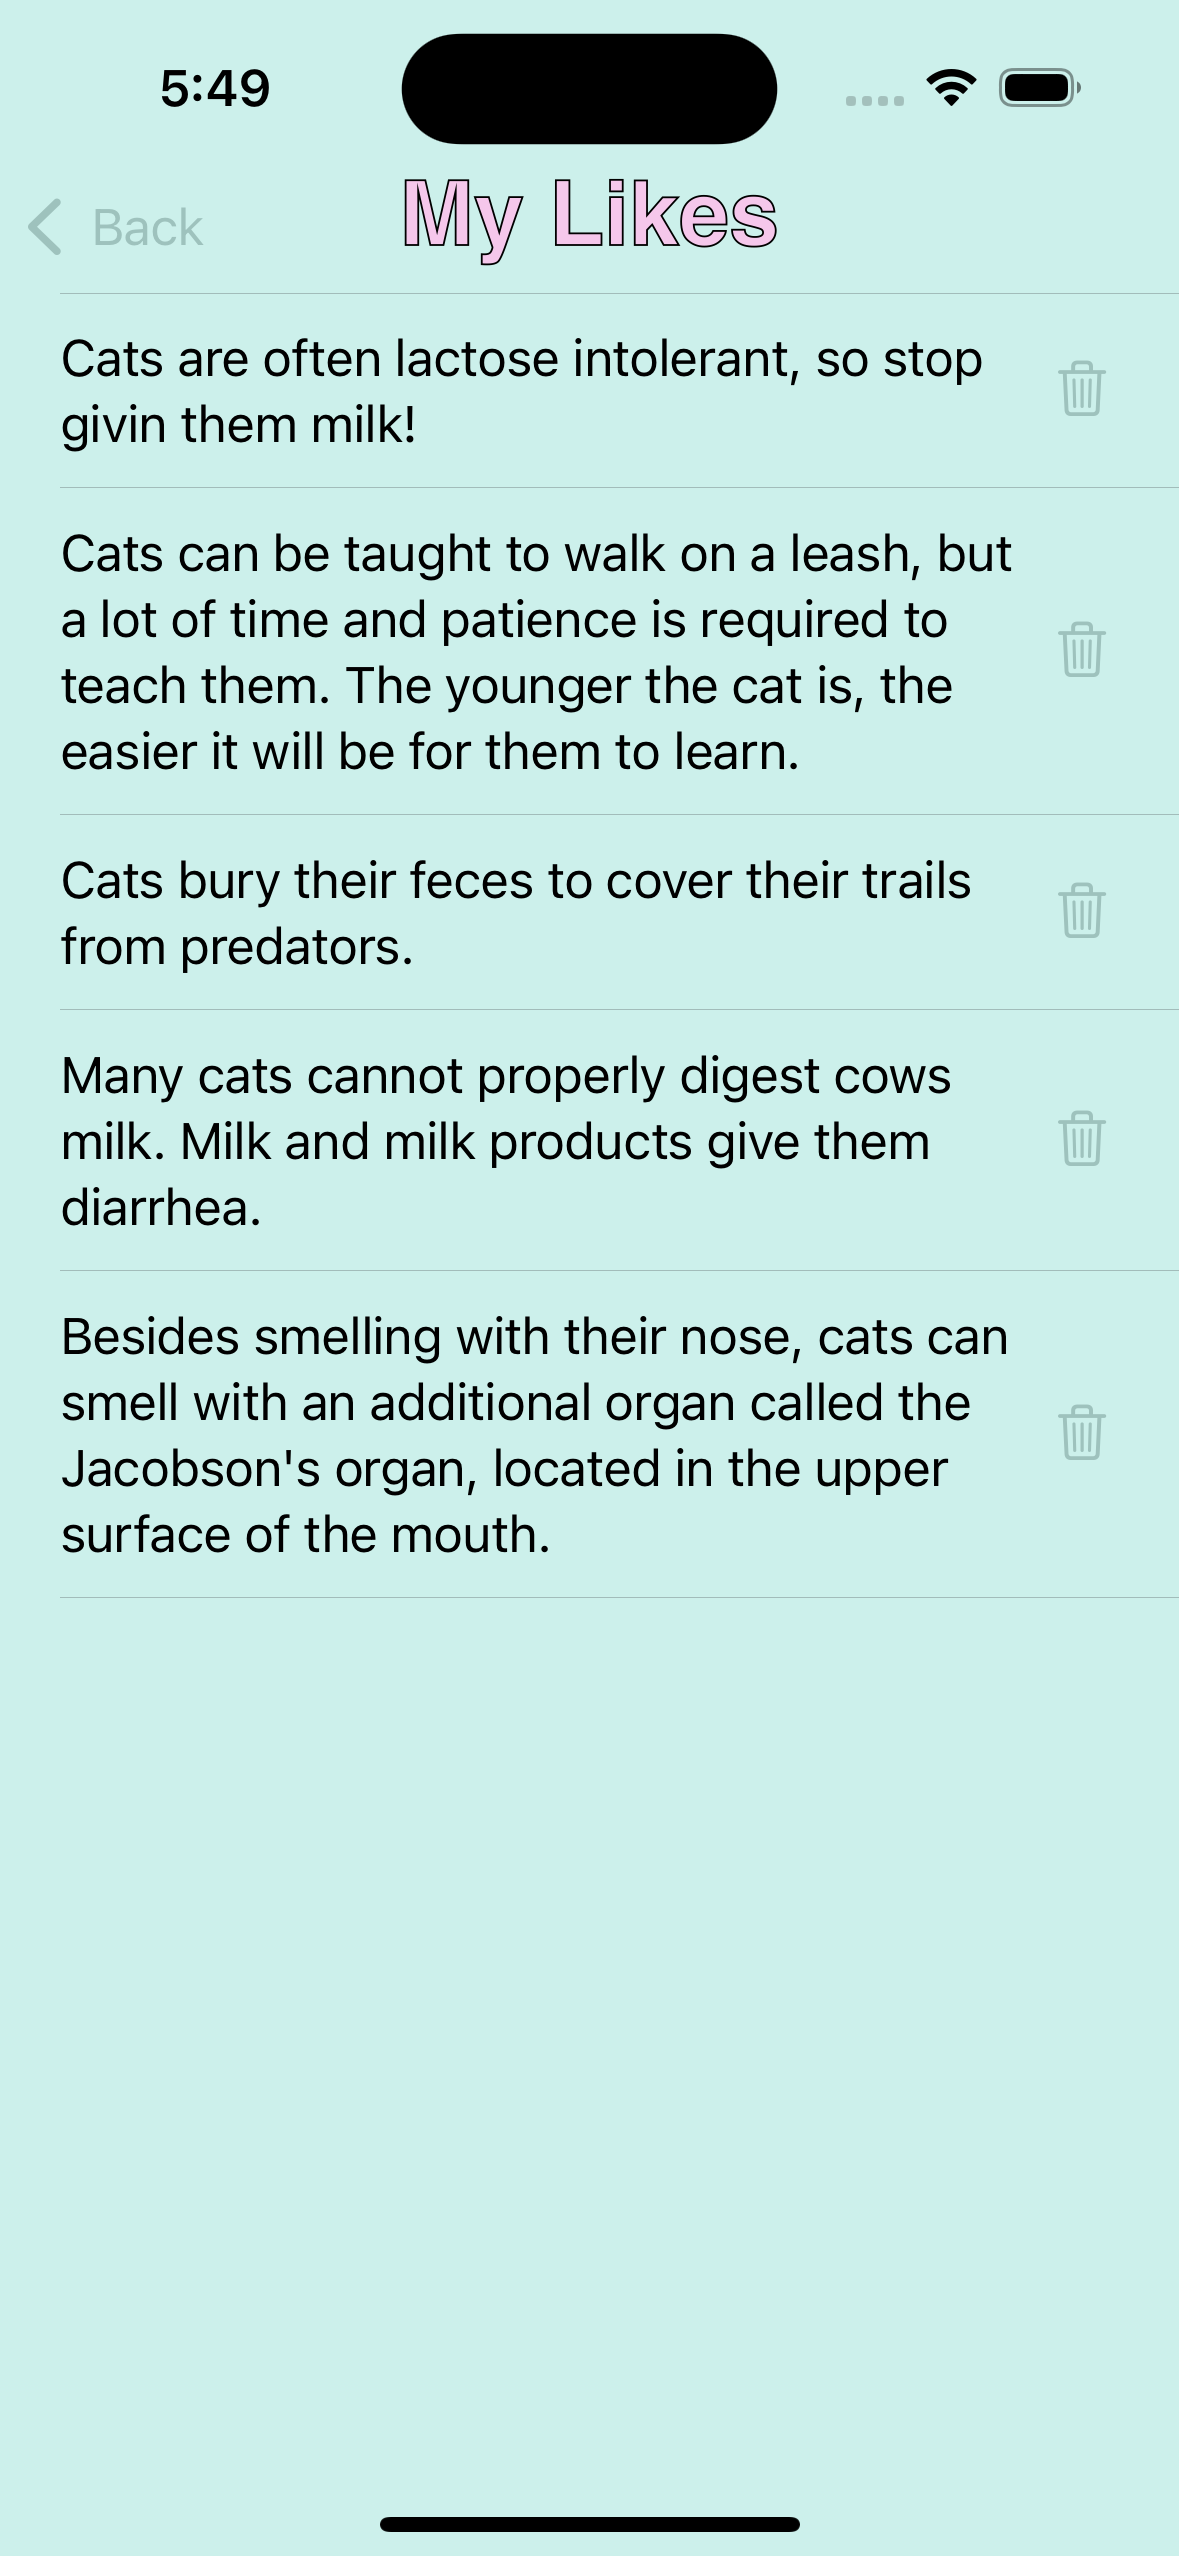 5:49
Back
My Likes
Cats are often lactose intolerant, so stop
givin them milk!
Cats can be taught to walk on a leash, but
a lot of time and patience is required to
teach them. The younger the cat is, the
easier it will be for them to learn.
Cats bury their feces to cover their trails
from predators.
Many cats cannot properly digest cows
milk. Milk and milk products give them
diarrhea.
Besides smelling with their nose, cats can
smell with an additional organ called the
Jacobson's organ, located in the upper
surface of the mouth.